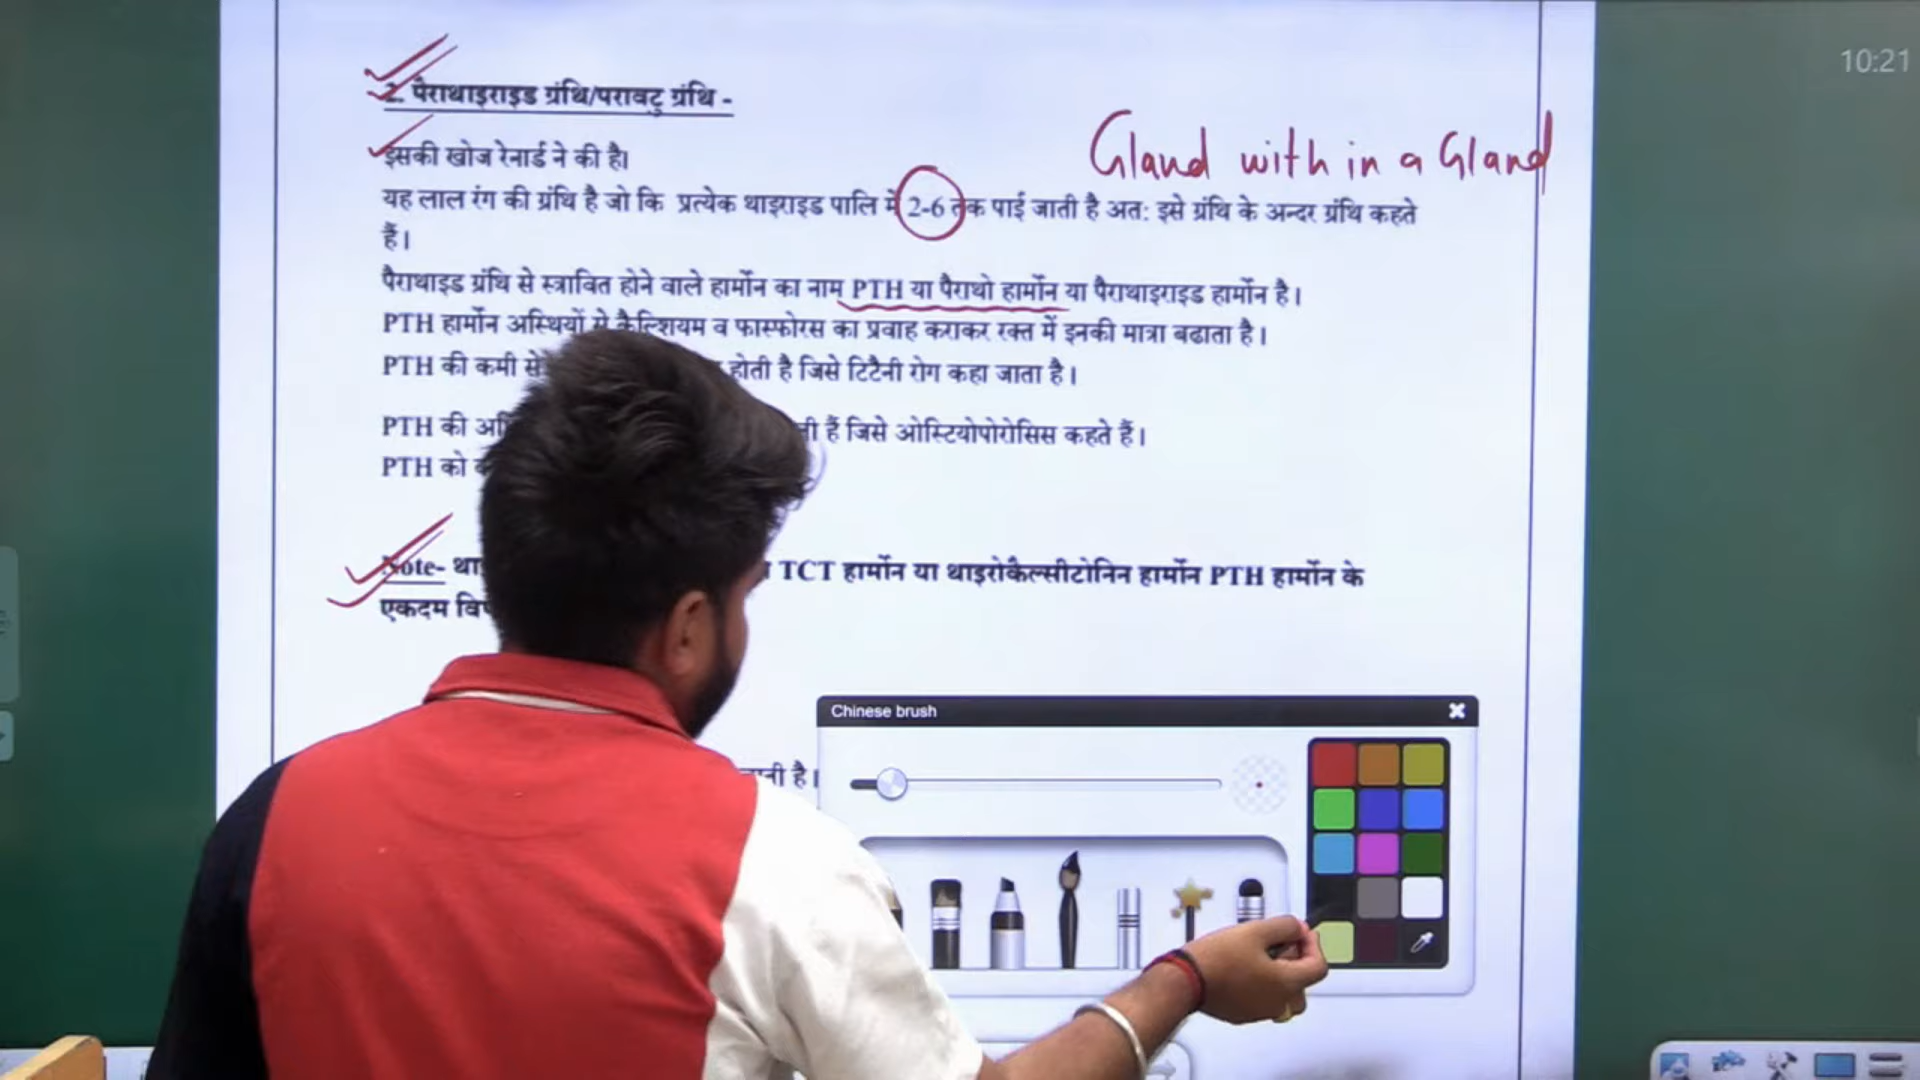 10:21
2. पैराथाइराइड ग्रंथि/परावटु ग्रंथि -
Gland with in a Gland
इसकी खोज रेनार्ड ने की है।
यह लाल रंग की ग्रंथि है जो कि प्रत्येक थाइराइड पालि में 2-6 तक पाई जाती है अत: इसे ग्रंथि के अन्दर ग्रंथि कहते
हैं।
पैराथाइड ग्रंथि से स्त्रावित होने वाले हार्मोन का नाम PTH या पैराथो हार्मोन या पैराथाइराइड हार्मोन है।
PTH हार्मोन अस्थियों से कैल्शियम व फास्फोरस का प्रवाह कराकर रक्त में इनकी मात्रा बढाता है।
PTH की कमी से होती है जिसे टिटैनी रोग कहा जाता है।
PTH की हैं जिसे ओस्टियोपोरोसिस कहते हैं।
PTH को
Note- TCT हार्मोन या थाइरोकैल्सीटोनिन हार्मोन PTH हार्मोन के
एकदम
है।
Chinese brush